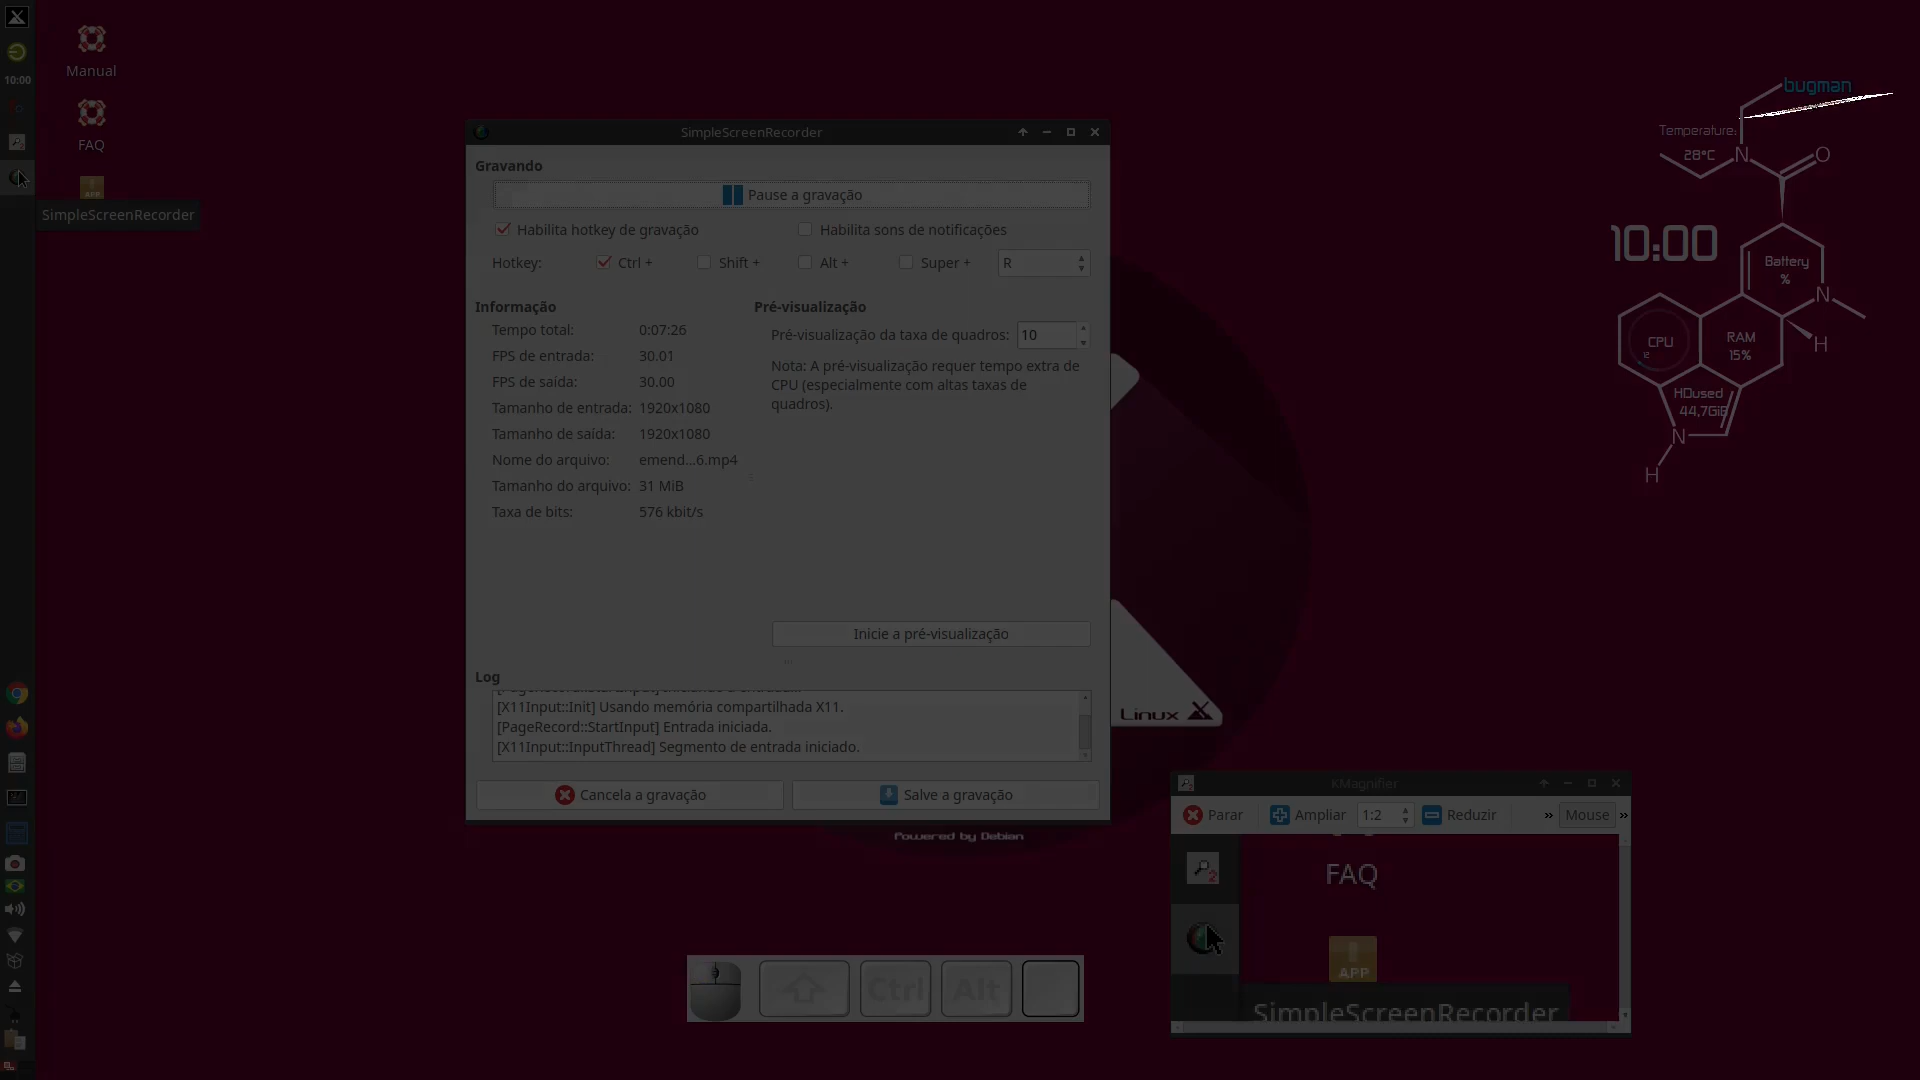 10:00
Manual
FAQ
APP
SimpleScreenRecorder
SimpleScreenRecorder
Gravando
Pause a gravação
Habilita hotkey de gravação
Habilita sons de notificações
Hotkey: Ctrl + Shift + Alt + Super + R
Informação
Tempo total: 0:07:26
FPS de entrada: 30.01
FPS de saída: 30.00
Tamanho de entrada: 1920x1080
Tamanho de saída: 1920x1080
Nome do arquivo: emend...6.mp4
Tamanho do arquivo: 31 MiB
Taxa de bits: 576 kbit/s
Pré-visualização
Pré-visualização da taxa de quadros: 10
Nota: A pré-visualização requer tempo extra de
CPU (especialmente com altas taxas de
quadros).
Inicie a pré-visualização
Log
[X11Input::Init] Usando memória compartilhada X11.
[PageRecord::StartInput] Entrada iniciada.
[X11Input::InputThread] Segmento de entrada iniciado.
Cancela a gravação
Salve a gravação
Linux
Powered by Debian
bugman
Temperature:
28°C
N
O
10:00
Battery
%
N
CPU
12
RAM
15%
H
HDused
44,7GiB
N
H
KMagnifier
Parar
Ampliar
1:2
Reduzir
»
Mouse
»
2
FAQ
APP
SimpleScreenRecorder
Ctrl
Alt